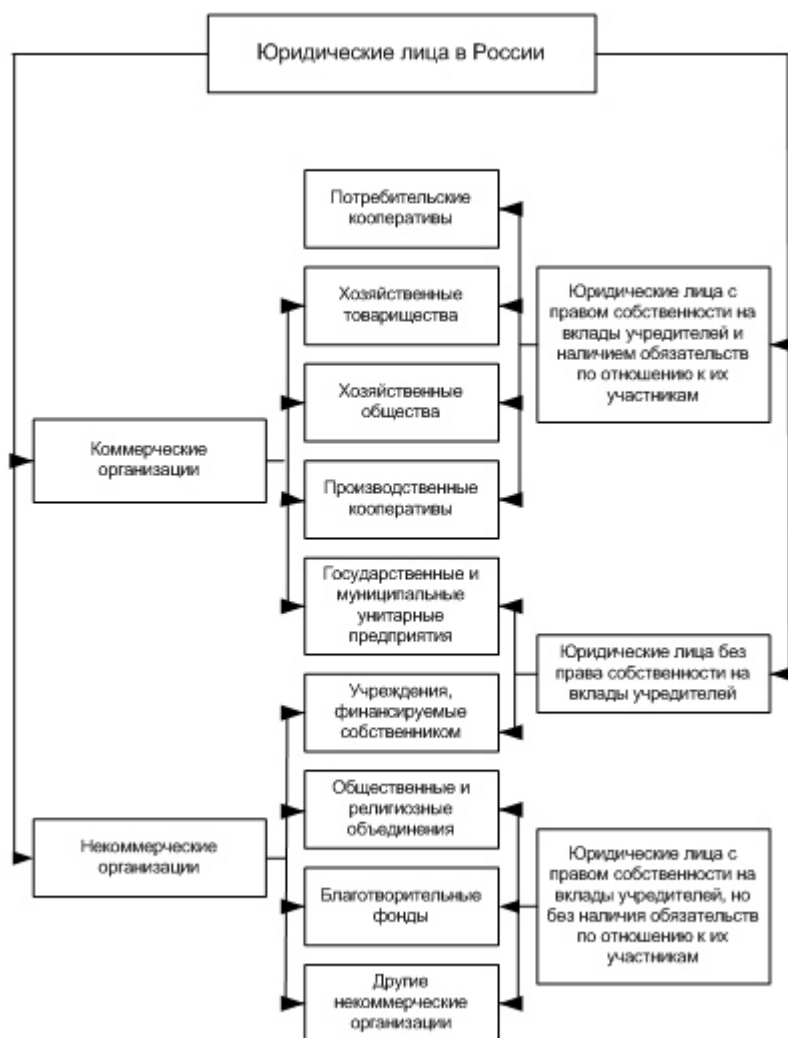 Юридические лица в России
Потребительские
кооперативы
Хозяйственные
товарищества
Юридические лица с
правом собственности на
вклады учредителей и
наличием обязательств
по отношению к их
участникам
Хозяйственные
общества
Коммерческие
организации
Производственные
кооперативы
Государственные и
муниципальные
унитарные
предприятия
Юридические лица без
права собственности на
вклады учредителей
Учреждения,
финансируемые
собственником
Общественные и
религиозные
объединения
Некоммерческие
организации
Юридические лица с
правом собственности на
вклады учредителей, но
без наличия обязательств
по отношению к их
участникам
Благотворительные
фонды
Другие
некоммерческие
организации